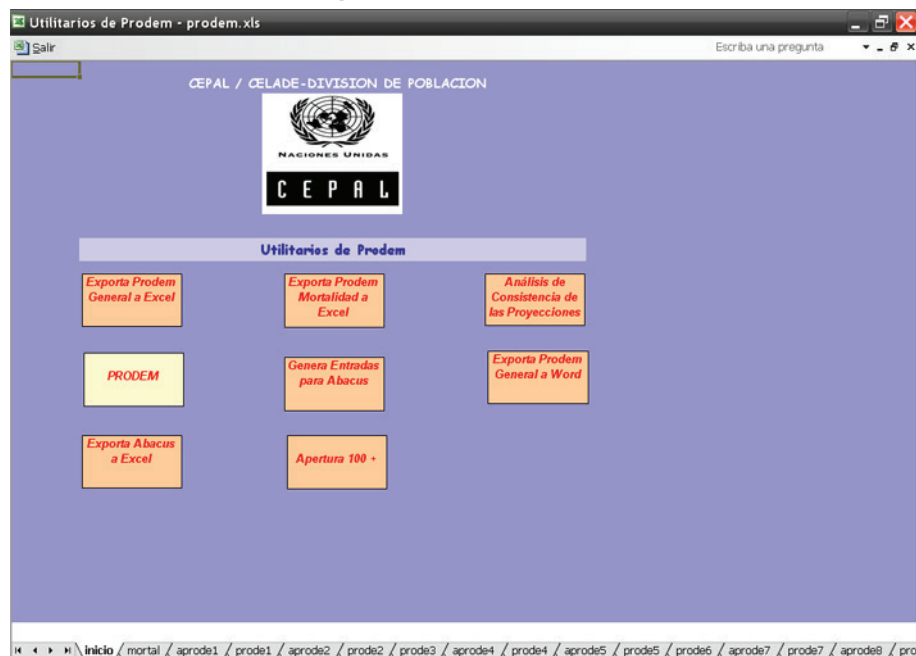 Utilitarios de Prodem - prodem.xls
Salir
Escriba una pregunta
CEPAL / CELADE-DIVISION DE POBLACION
NACIONES UNIDAS
CEPAL
Utilitarios de Prodem
Exporta Prodem
General a Excel
Exporta Prodem
Mortalidad a
Excel
Análisis de
Consistencia de
las Proyecciones
PRODEM
Genera Entradas
para Abacus
Exporta Prodem
General a Word
Exporta Abacus
a Excel
Apertura 100 +
inicio / mortal / aprode1 / prode1 / aprode2 / prode2 / prode3 / aprode4 / prode4 / aprode5 / prode5 / prode6 / aprode7 / prode7 / aprode8 / pro